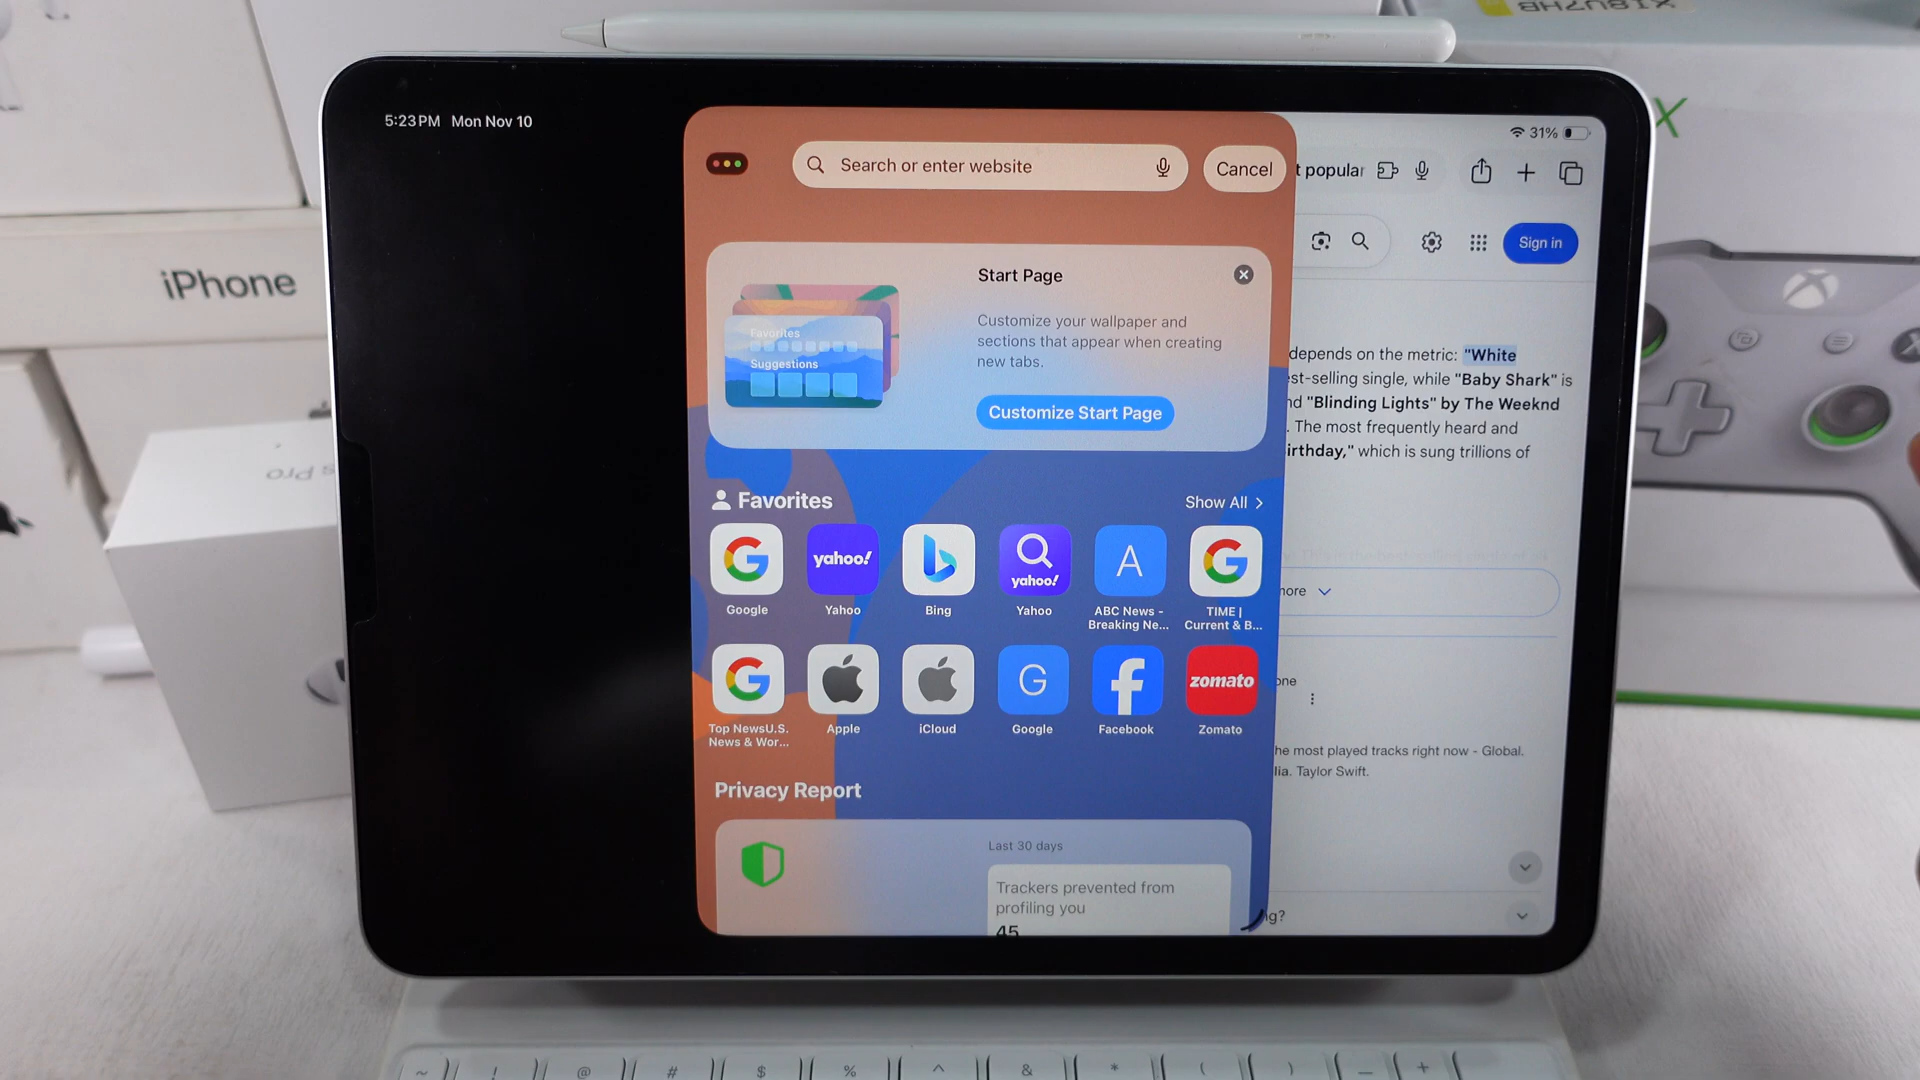 iPhone
5:23 PM Mon Nov 10
31%
Search or enter website
Cancel
t popular
Sign in
Start Page
Customize your wallpaper and
sections that appear when creating
new tabs.
Customize Start Page
Favorites
Suggestions
depends on the metric: "White
st-selling single, while "Baby Shark" is
nd "Blinding Lights" by The Weeknd
. The most frequently heard and
irthday," which is sung trillions of
Favorites
Show All
yahoo!
yahoo!
A
Google
Yahoo
Bing
Yahoo
ABC News -
Breaking Ne...
TIME |
Current & B...
G
zomato
Top NewsU.S.
News & Wor...
Apple
iCloud
Google
Facebook
Zomato
more
one
he most played tracks right now - Global.
lia. Taylor Swift.
Privacy Report
Last 30 days
Trackers prevented from
profiling you
45
ng?
s Pro
X
~ ! @ # $ % ^ & * ( ) _ +